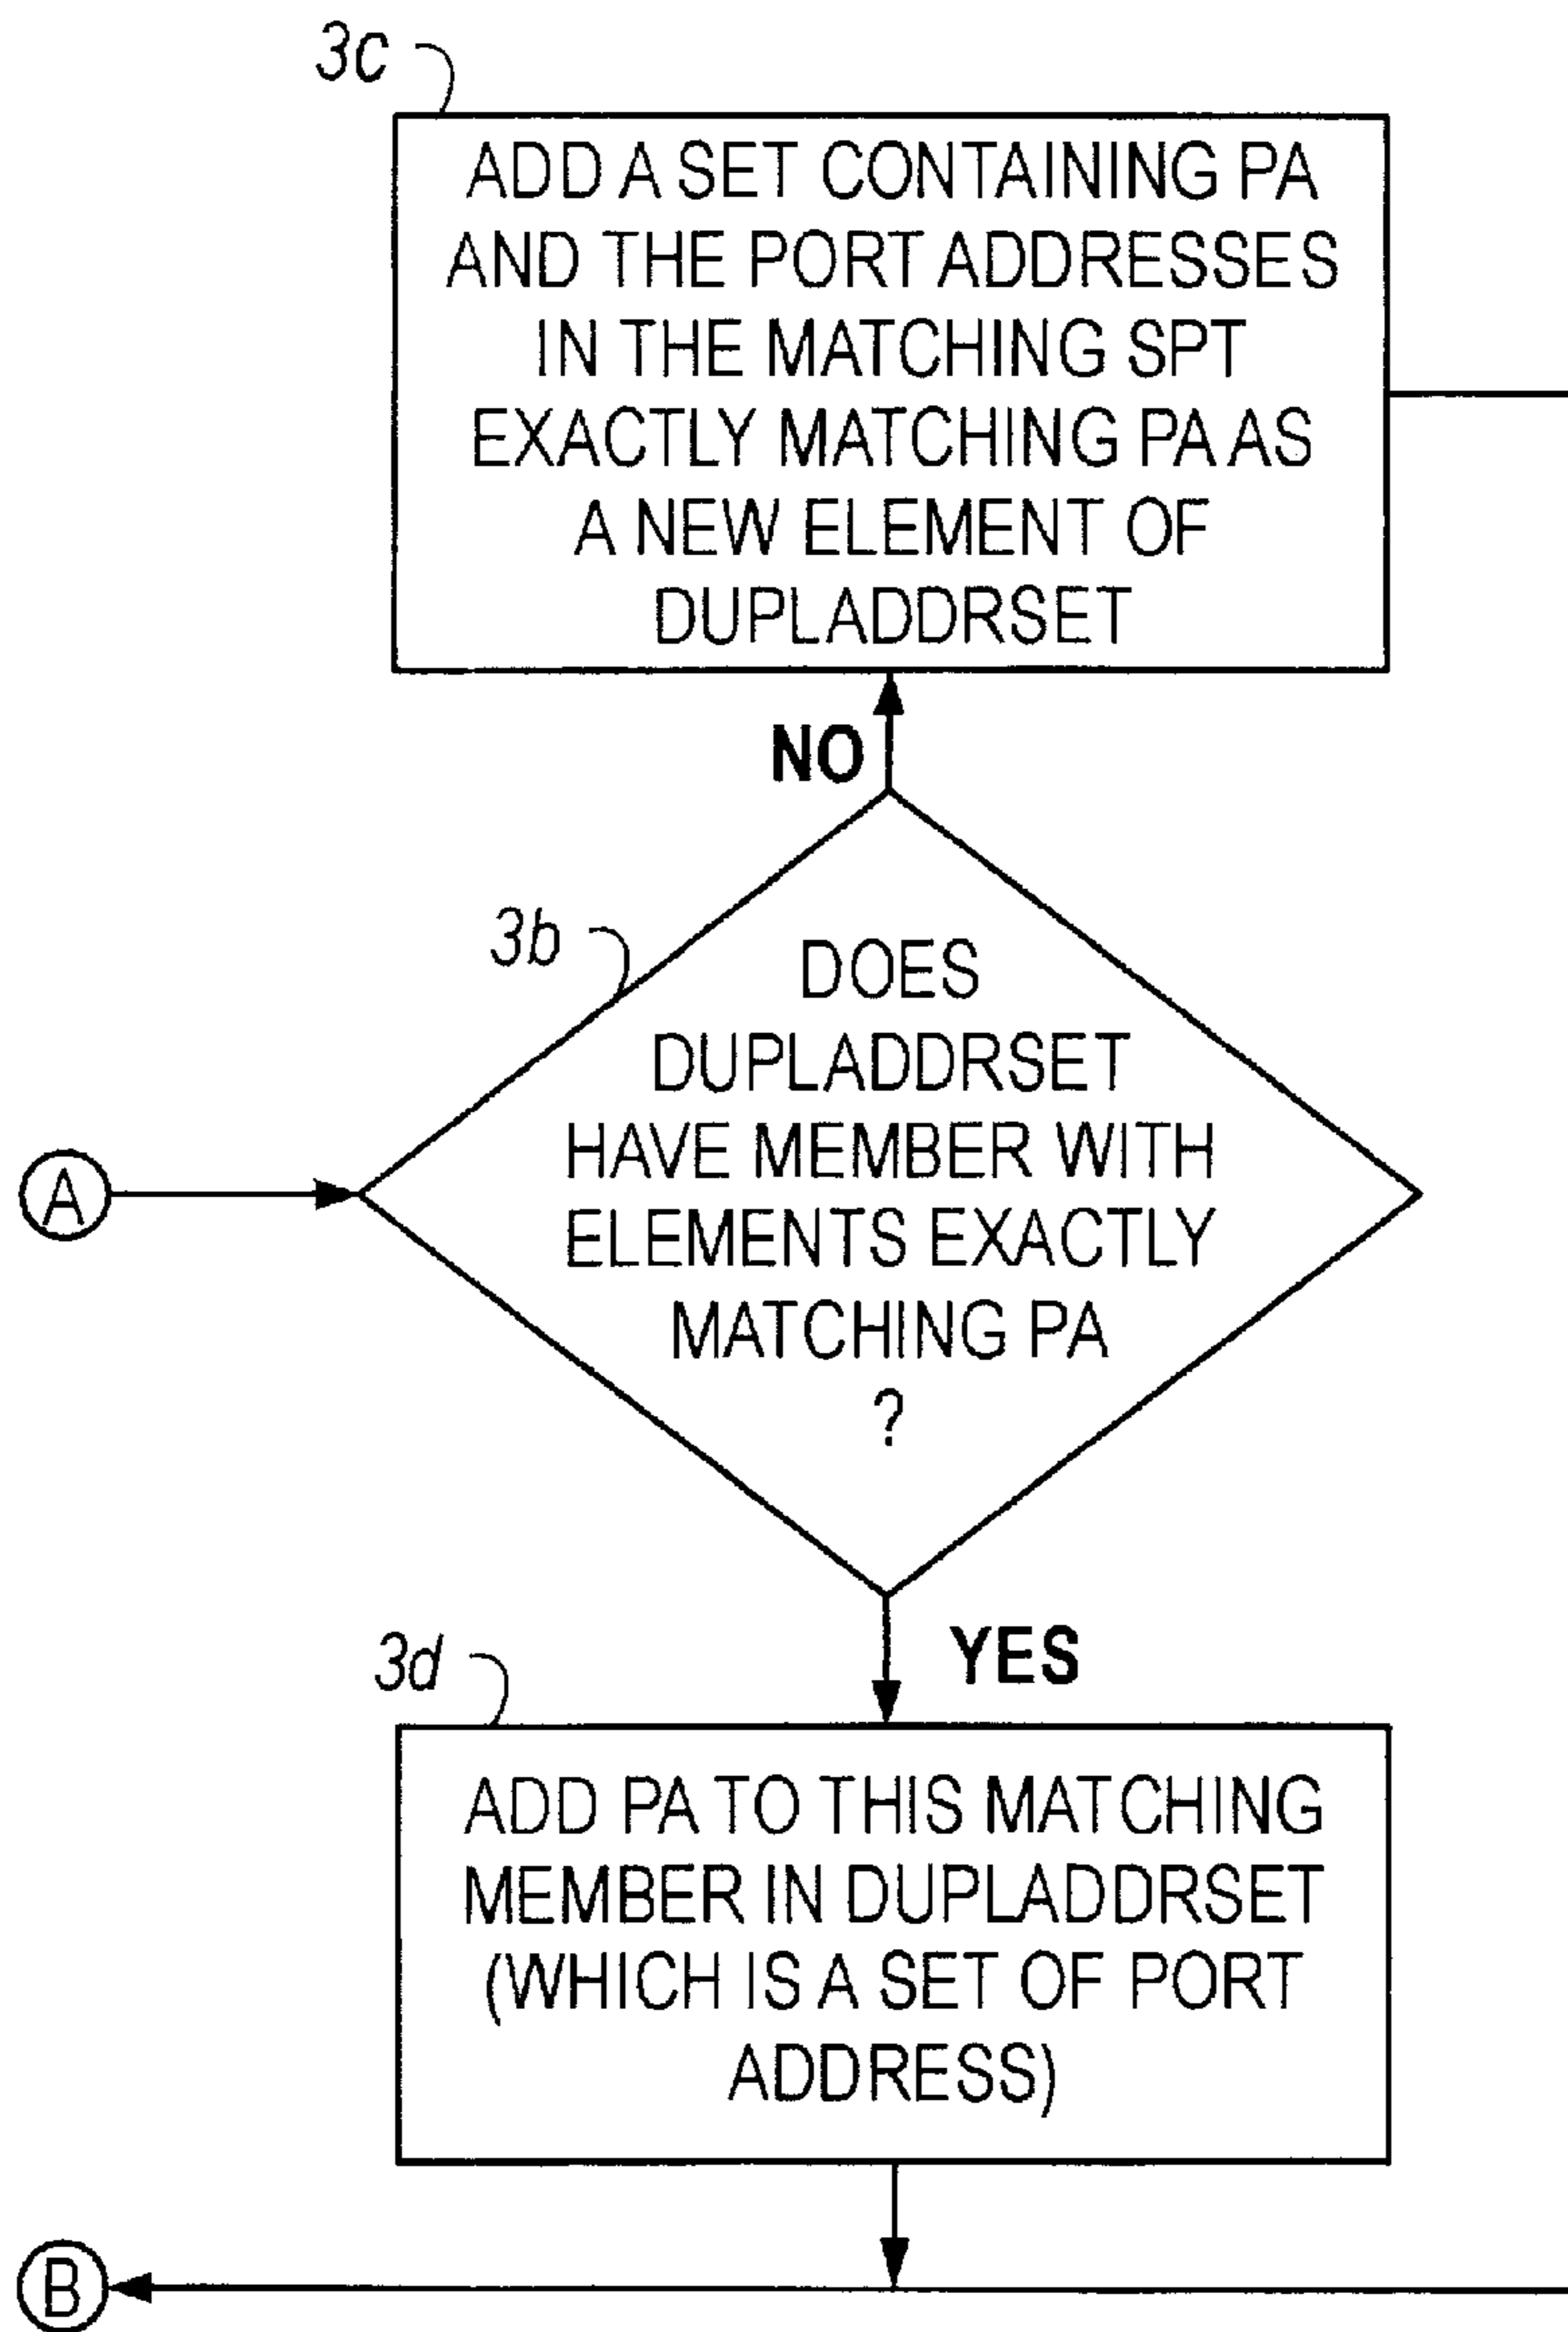 3c
ADD A SET CONTAINING PA
AND THE PORT ADDRESSES
IN THE MATCHING SPT
EXACTLY MATCHING PA AS
A NEW ELEMENT OF
DUPLADDRSET
NO
3b
DOES
DUPLADDRSET
HAVE MEMBER WITH
ELEMENTS EXACTLY
MATCHING PA
?
A
YES
3d
ADD PA TO THIS MATCHING
MEMBER IN DUPLADDRSET
(WHICH IS A SET OF PORT
ADDRESS)
B